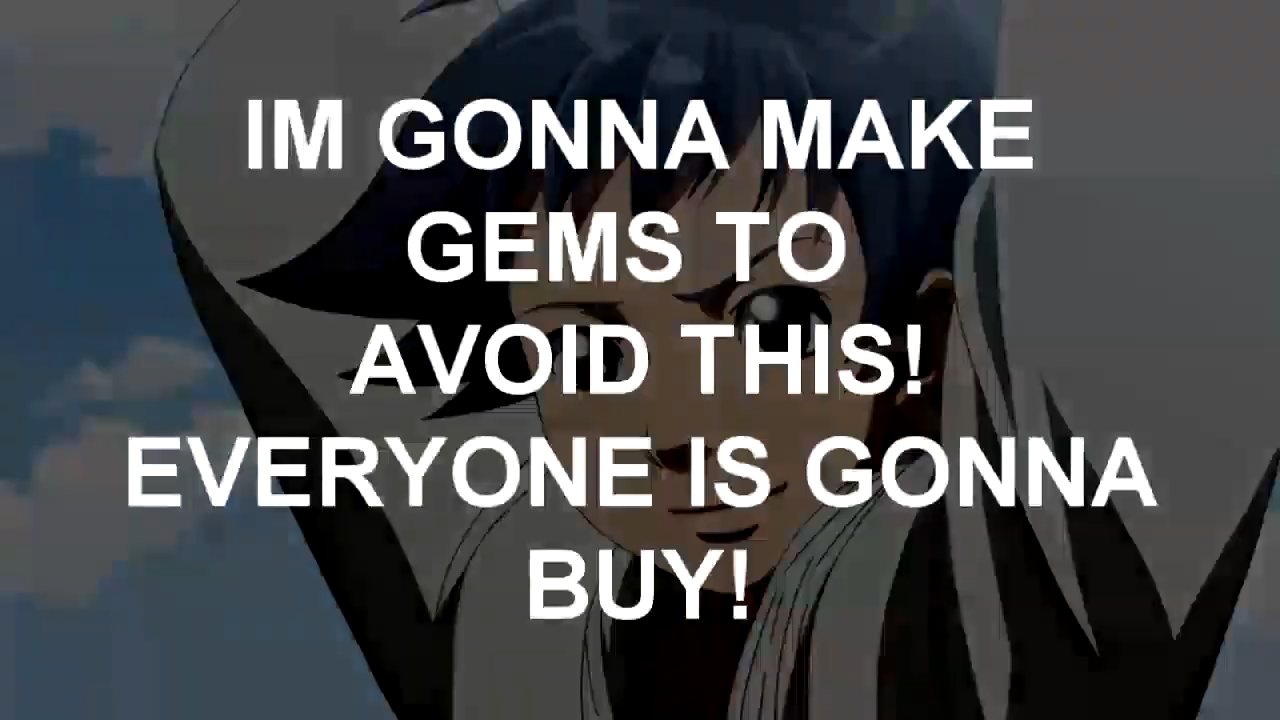 IM GONNA MAKE
GEMS TO
AVOID THIS!
EVERYONE IS GONNA
BUY!